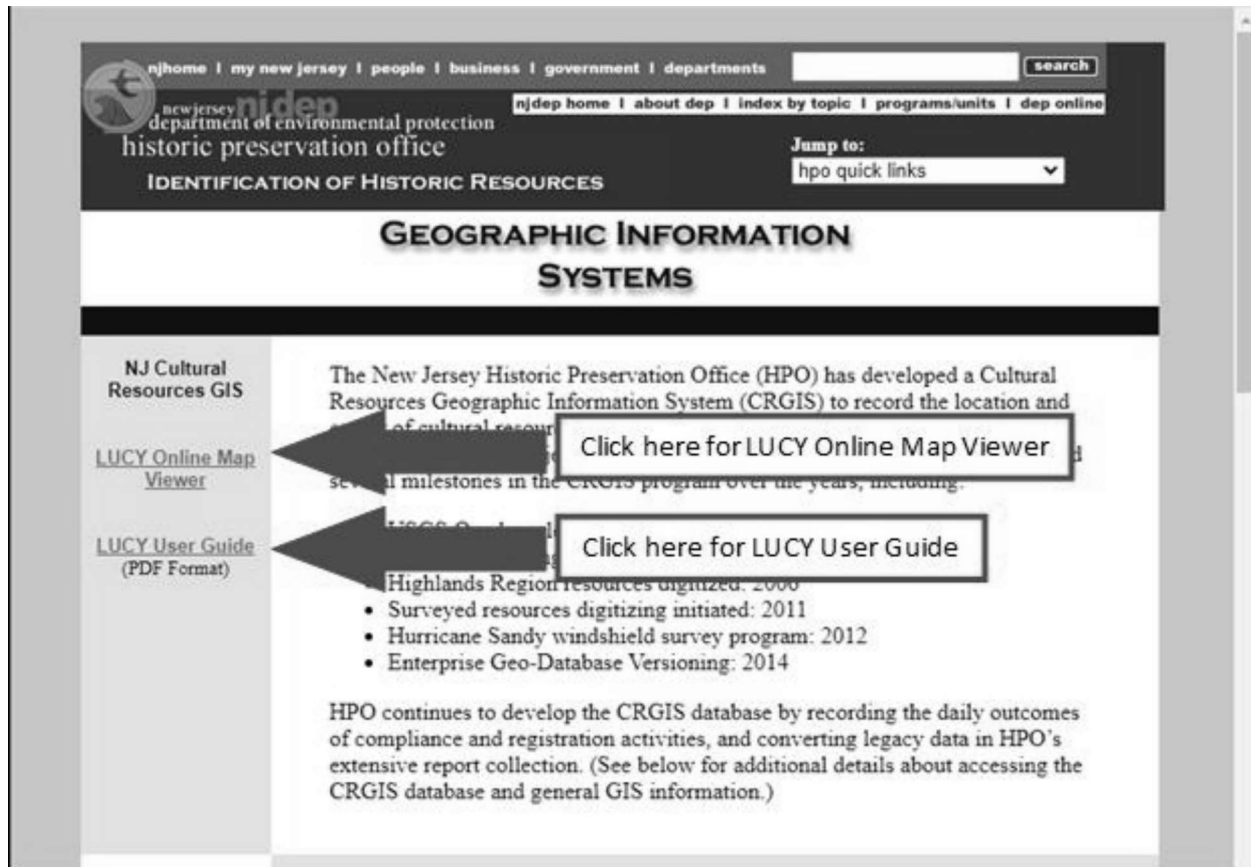 njhome | my new jersey | people | business | government | departments
search
newjersey njdep
njdep home | about dep | index by topic | programs/units | dep online
department of environmental protection
historic preservation office
Jump to:
hpo quick links
IDENTIFICATION OF HISTORIC RESOURCES
GEOGRAPHIC INFORMATION
SYSTEMS
NJ Cultural
Resources GIS
LUCY Online Map
Viewer
LUCY User Guide
(PDF Format)
The New Jersey Historic Preservation Office (HPO) has developed a Cultural
Resources Geographic Information System (CRGIS) to record the location and
of cultural
Click here for LUCY Online Map Viewer
milestones in the CRGIS program over the years, including:
Click here for LUCY User Guide
• Highlands Region resources digitized: 2006
• Surveyed resources digitizing initiated: 2011
• Hurricane Sandy windshield survey program: 2012
• Enterprise Geo-Database Versioning: 2014
HPO continues to develop the CRGIS database by recording the daily outcomes
of compliance and registration activities, and converting legacy data in HPO's
extensive report collection. (See below for additional details about accessing the
CRGIS database and general GIS information.)